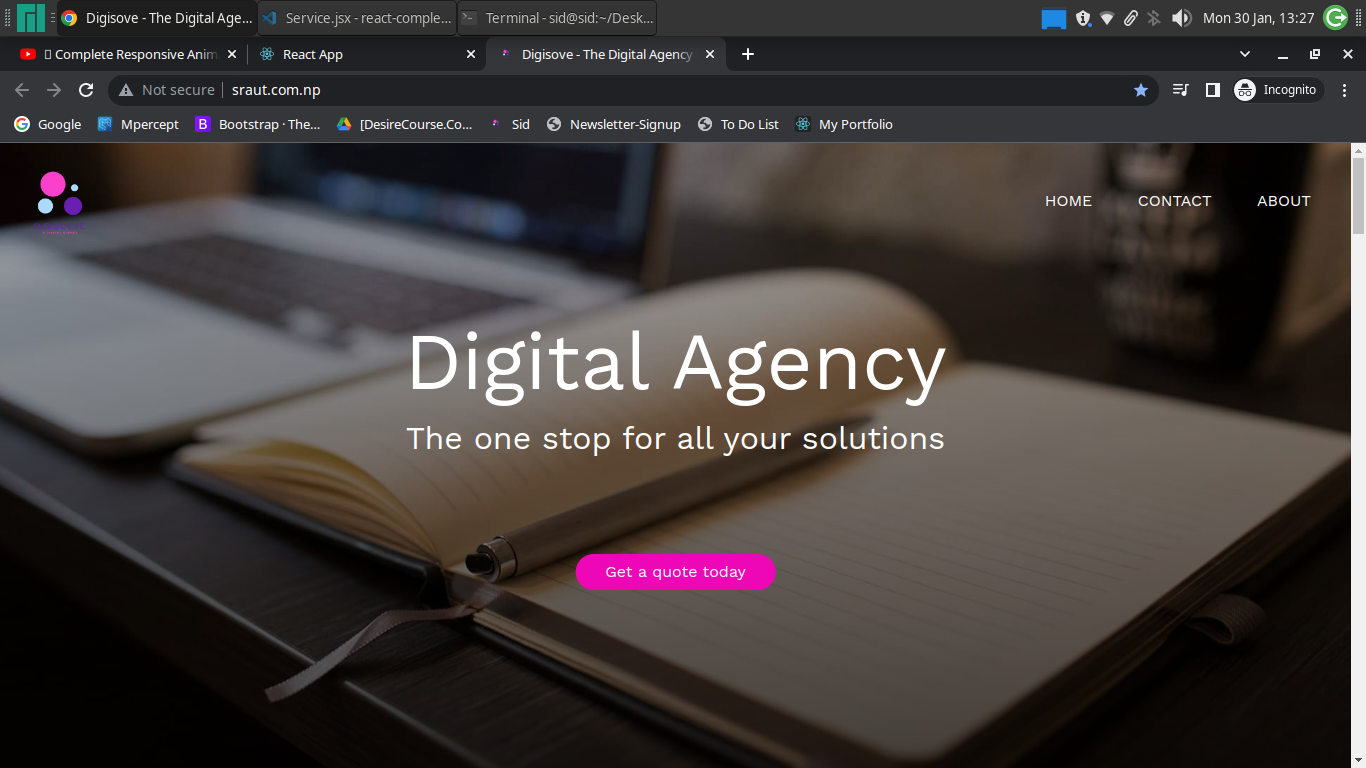 Digisove - The Digital Age...
Service.jsx - react-comple...
Terminal - sid@sid:~/Desk...
Mon 30 Jan, 13:27
Complete Responsive Anim
React App
Digisove - The Digital Agency
Not secure
sraut.com.np
Incognito
Google
Mpercept
Bootstrap · The...
[DesireCourse.Co...
Sid
Newsletter-Signup
To Do List
My Portfolio
HOME
CONTACT
ABOUT
Digital Agency
The one stop for all your solutions
Get a quote today